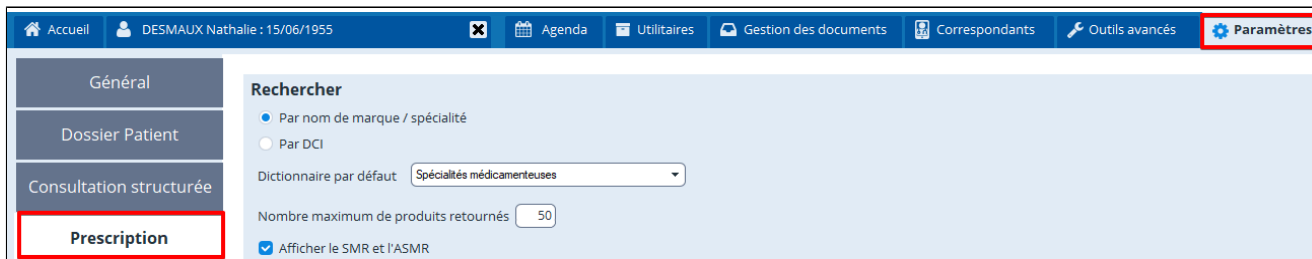 Accueil DESMAUX Nathalie : 15/06/1955 Agenda Utilitaires Gestion des documents Correspondants Outils avancés Paramètres
Général
Dossier Patient
Consultation structurée
Prescription
Rechercher
Par nom de marque / spécialité
Par DCI
Dictionnaire par défaut Spécialités médicamenteuses
Nombre maximum de produits retournés 50
Afficher le SMR et l'ASMR